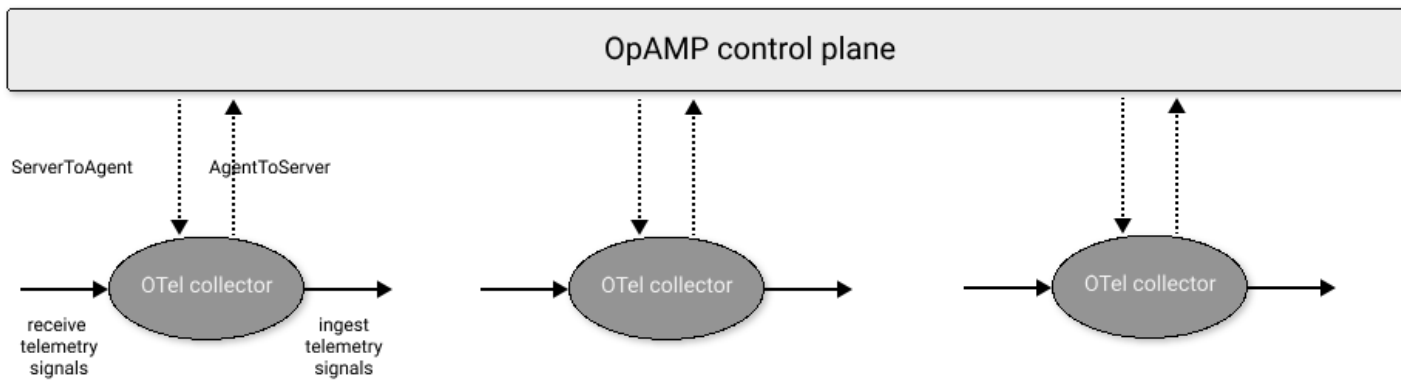 OpAMP control plane
ServerToAgent
AgentToServer
OTel collector
OTel collector
OTel collector
receive
telemetry
signals
ingest
telemetry
signals